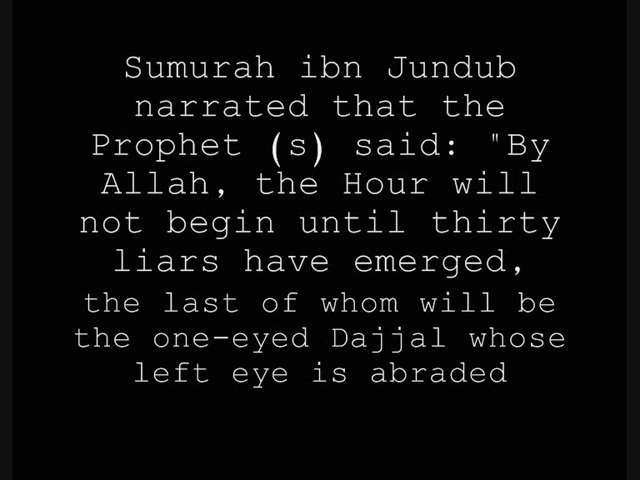 Sumurah ibn Jundub
narrated that the
Prophet (s) said: "By
Allah, the Hour will
not begin until thirty
liars have emerged,
the last of whom will be
the one-eyed Dajjal whose
left eye is abraded